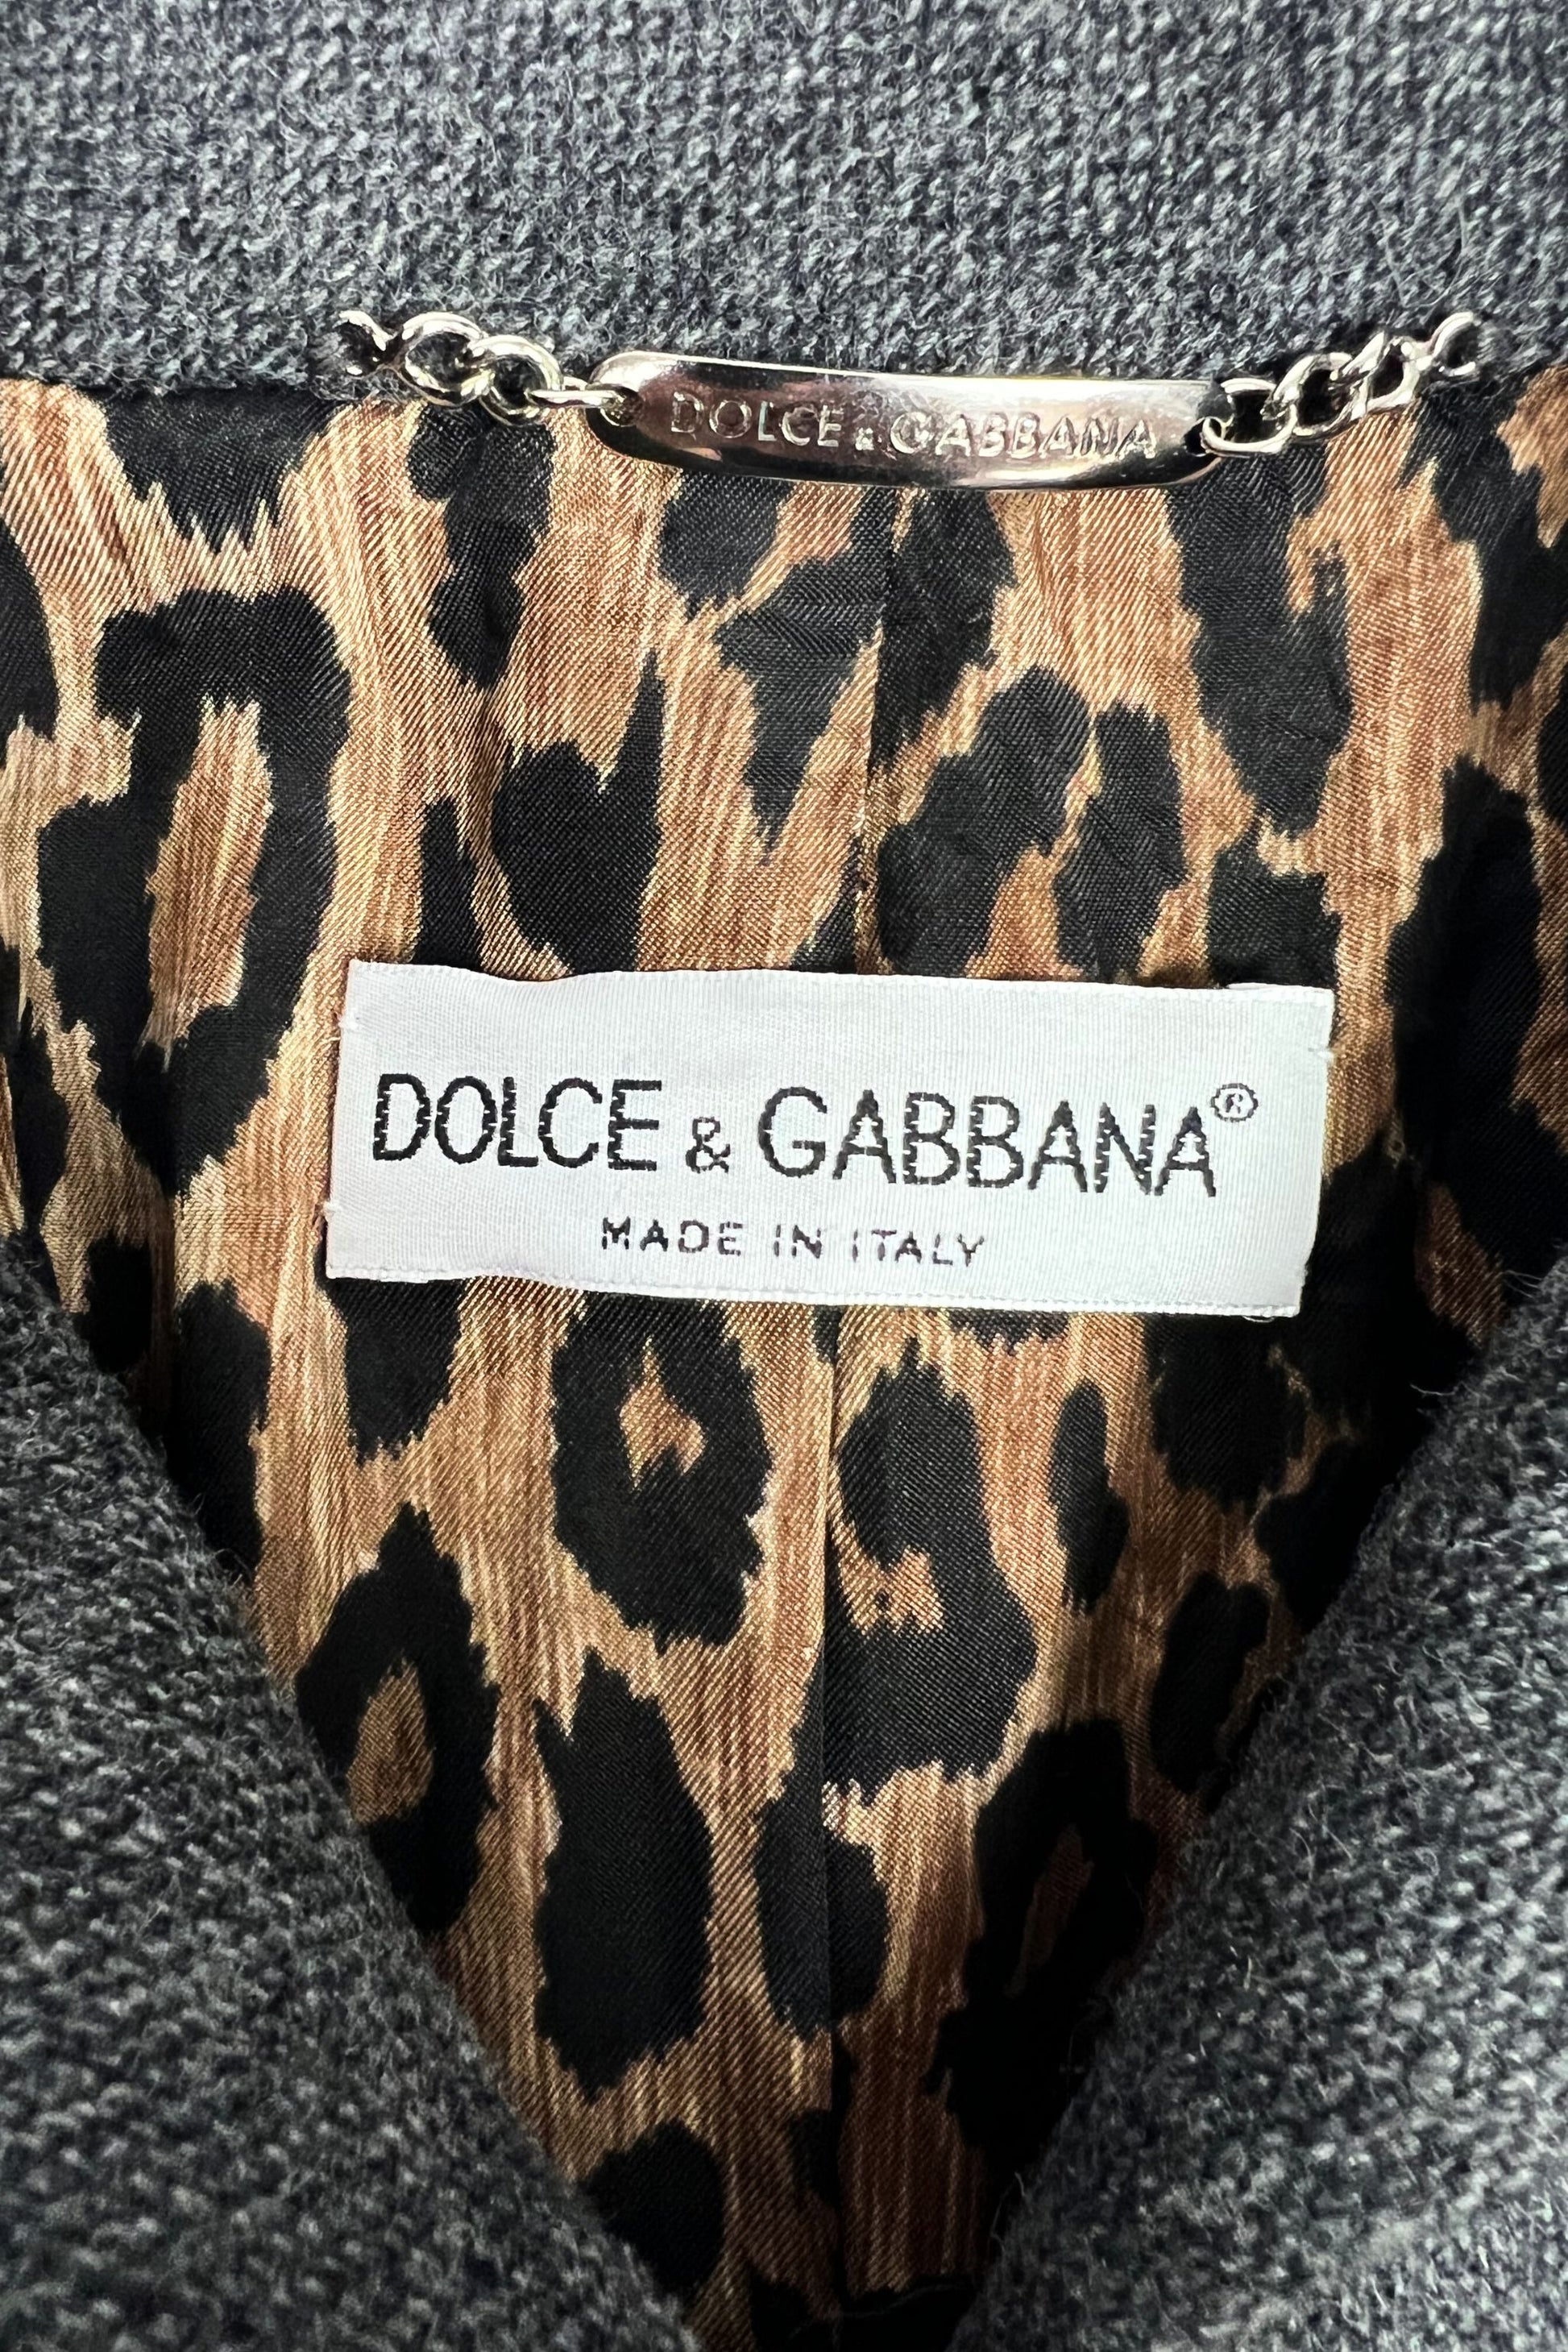 DOLCE & GABBANA
DOLCE & GABBANA®
MADE IN ITALY